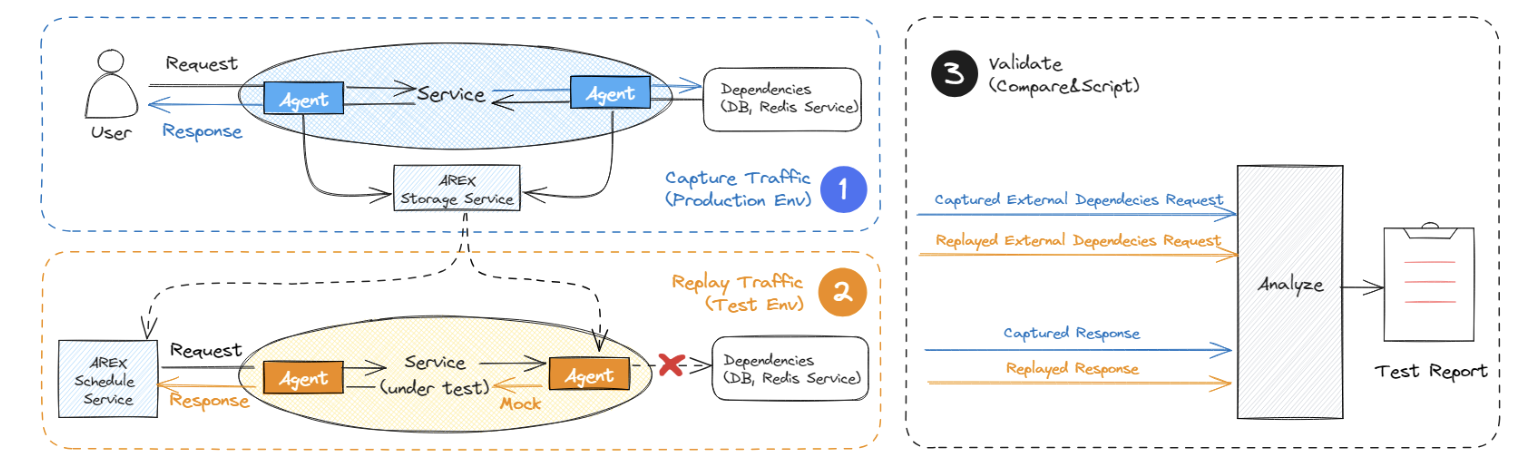 Request
Agent
Service
Agent
Dependencies
(DB, Redis Service)
User
Response
AREX
Storage Service
Capture Traffic
(Production Env)
1
Replay Traffic
(Test Env)
2
AREX
Schedule
Service
Request
Response
Agent
Service
(under test)
Mock
Agent
Dependencies
(DB, Redis Service)
3
Validate
(Compare&Script)
Captured External Dependecies Request
Replayed External Dependecies Request
Analyze
Captured Response
Replayed Response
Test Report